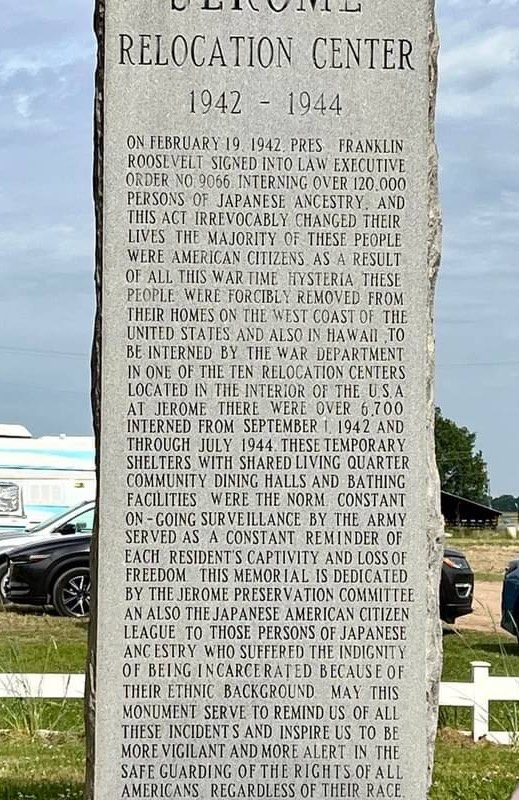 JEROME
RELOCATION CENTER
1942 - 1944
ON FEBRUARY 19, 1942, PRES FRANKLIN
ROOSEVELT SIGNED INTO LAW EXECUTIVE
ORDER NO. 9066, INTERNING OVER 120,000
PERSONS OF JAPANESE ANCESTRY, AND
THIS ACT IRREVOCABLY CHANGED THEIR
LIVES THE MAJORITY OF THESE PEOPLE
WERE AMERICAN CITIZENS. AS A RESULT
OF ALL THIS WAR TIME HYSTERIA THESE
PEOPLE WERE FORCIBLY REMOVED FROM
THEIR HOMES ON THE WEST COAST OF THE
UNITED STATES AND ALSO IN HAWAII ,TO
BE INTERNED BY THE WAR DEPARTMENT
IN ONE OF THE TEN RELOCATION CENTERS
LOCATED IN THE INTERIOR OF THE U.S.A.
AT JEROME THERE WERE OVER 6,700
INTERNED FROM SEPTEMBER 1, 1942 AND
THROUGH JULY 1944. THESE TEMPORARY
SHELTERS WITH SHARED LIVING QUARTER
COMMUNITY DINING HALLS AND BATHING
FACILITIES WERE THE NORM. CONSTANT
ON-GOING SURVEILLANCE BY THE ARMY
SERVED AS A CONSTANT REMINDER OF
EACH RESIDENT'S CAPTIVITY AND LOSS OF
FREEDOM THIS MEMORIAL IS DEDICATED
BY THE JEROME PRESERVATION COMMITTEE
AN ALSO THE JAPANESE AMERICAN CITIZEN
LEAGUE TO THOSE PERSONS OF JAPANESE
ANCESTRY WHO SUFFERED THE INDIGNITY
OF BEING INCARCERATED BECAUSE OF
THEIR ETHNIC BACKGROUND MAY THIS
MONUMENT SERVE TO REMIND US OF ALL
THESE INCIDENTS AND INSPIRE US TO BE
MORE VIGILANT AND MORE ALERT IN THE
SAFE GUARDING OF THE RIGHTS OF ALL
AMERICANS, REGARDLESS OF THEIR RACE,